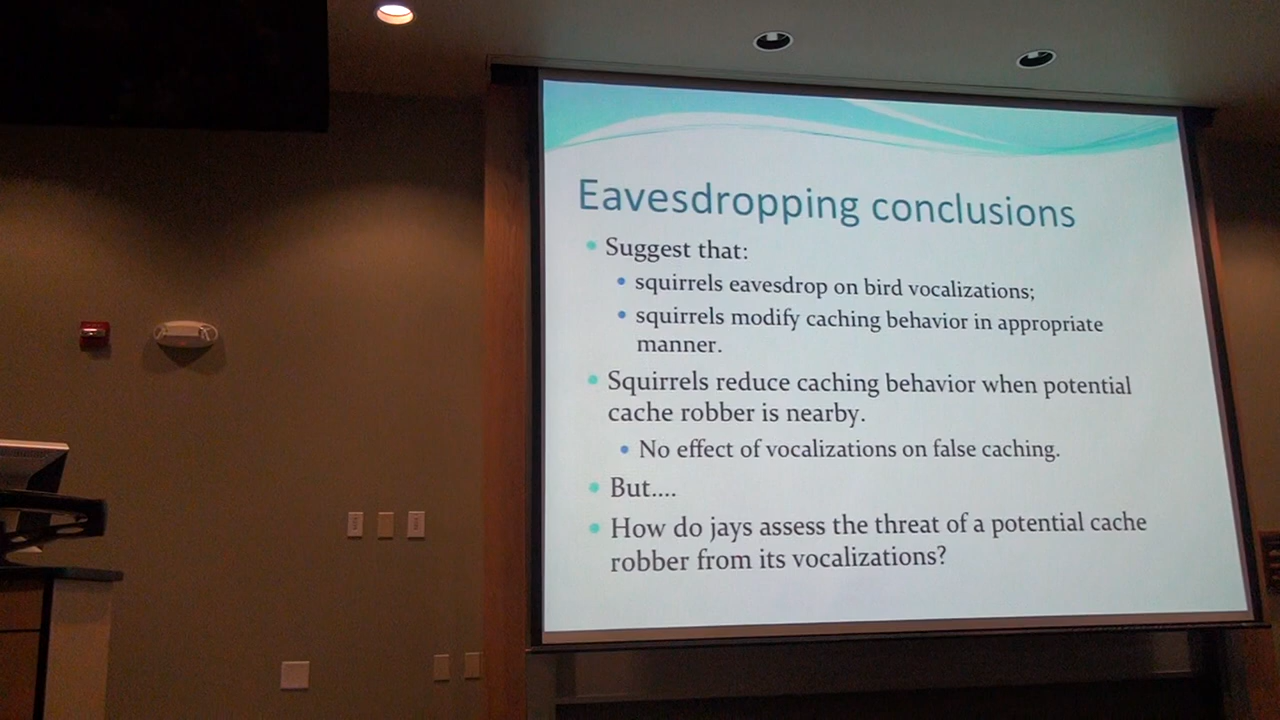 Eavesdropping conclusions
• Suggest that:
• squirrels eavesdrop on bird vocalizations;
• squirrels modify caching behavior in appropriate
manner.
• Squirrels reduce caching behavior when potential
cache robber is nearby.
• No effect of vocalizations on false caching.
• But....
• How do jays assess the threat of a potential cache
robber from its vocalizations?